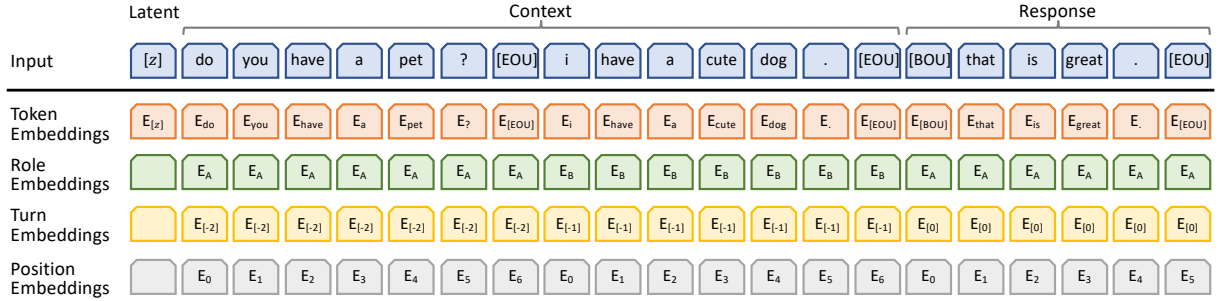 Latent Context Response
Input [z] do you have a pet ? [EOU] i have a cute dog . [EOU] [BOU] that is great . [EOU]
Token Embeddings E[z] Edo Eyou Ehave Ea Epet E? E[EOU] Ei Ehave Ea Ecute Edog E. E[EOU] E[BOU] Ethat Eis Egreat E. E[EOU]
Role Embeddings EA EA EA EA EA EA EA EB EB EB EB EB EB EB EA EA EA EA EA EA
Turn Embeddings E[-2] E[-2] E[-2] E[-2] E[-2] E[-2] E[-2] E[-1] E[-1] E[-1] E[-1] E[-1] E[-1] E[-1] E[0] E[0] E[0] E[0] E[0] E[0]
Position Embeddings E0 E1 E2 E3 E4 E5 E6 E0 E1 E2 E3 E4 E5 E6 E0 E1 E2 E3 E4 E5